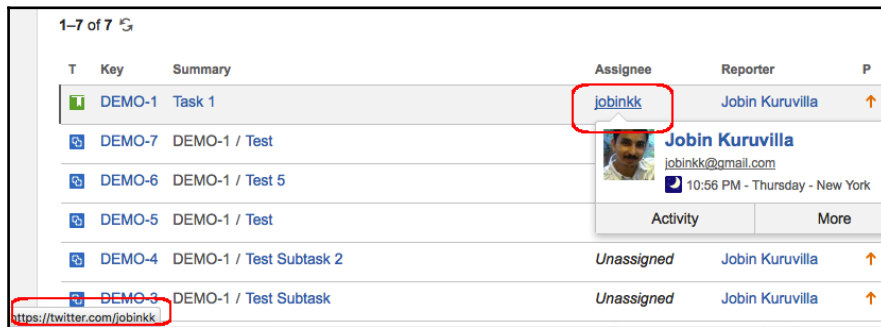 1–7 of 7
T Key Summary Assignee Reporter P
DEMO-1 Task 1 jobinkk Jobin Kuruvilla
DEMO-7 DEMO-1 / Test
Jobin Kuruvilla
jobinkk@gmail.com
DEMO-6 DEMO-1 / Test 5
10:56 PM - Thursday - New York
DEMO-5 DEMO-1 / Test
Activity More
DEMO-4 DEMO-1 / Test Subtask 2 Unassigned Jobin Kuruvilla
DEMO-3 DEMO-1 / Test Subtask Unassigned Jobin Kuruvilla
https://twitter.com/jobinkk